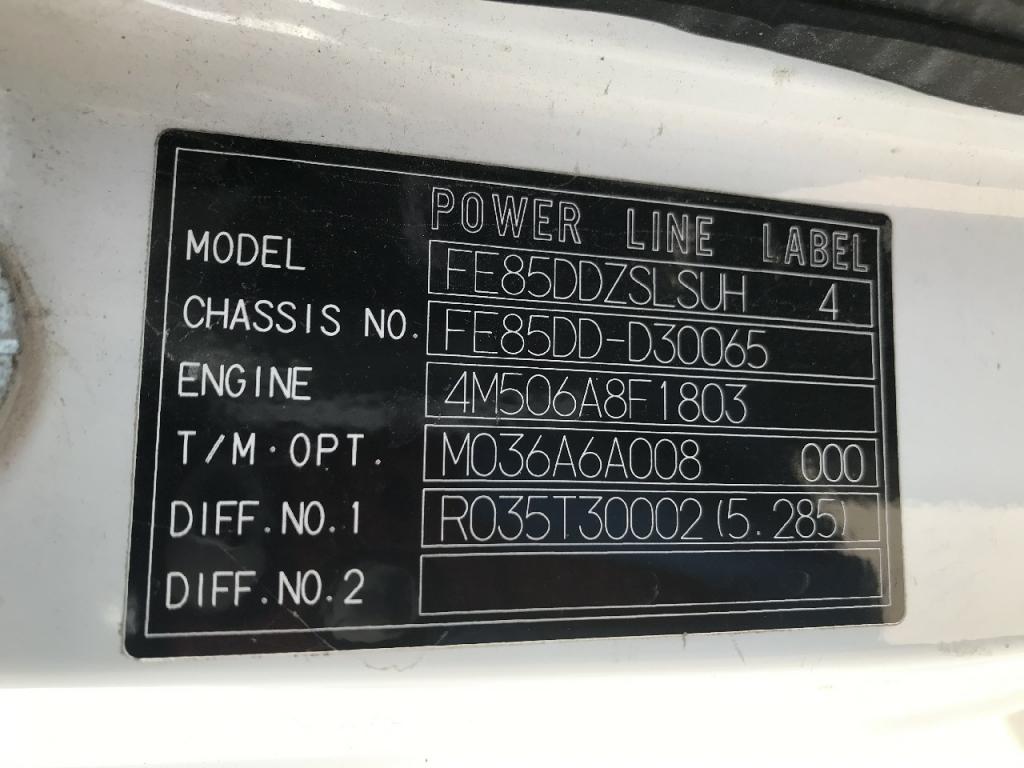 POWER LINE LABEL
MODEL FE85DDZSLSUH 4
CHASSIS NO. FE85DD-D30065
ENGINE 4M506A8F1803
T/M·OPT. M036A6A008 000
DIFF.NO.1 R035T30002(5.285)
DIFF.NO.2